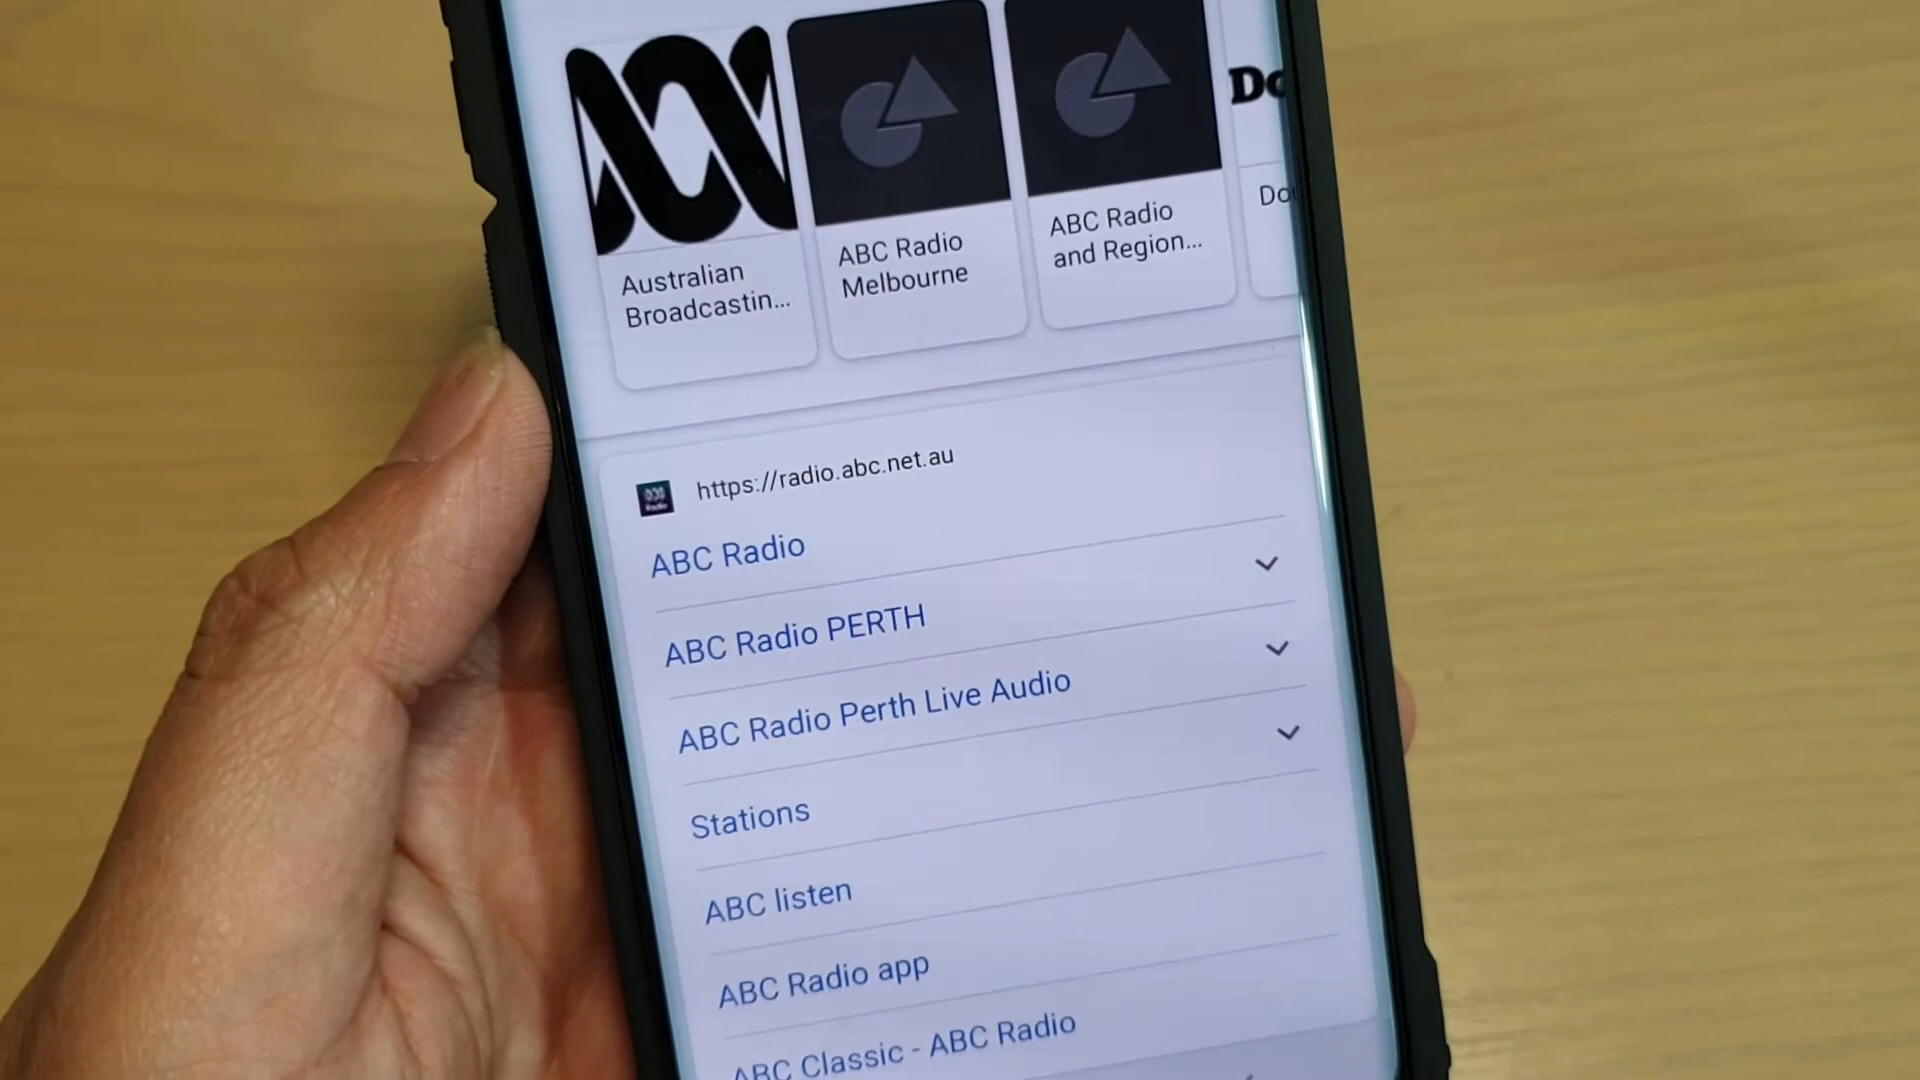 Australian
Broadcastin...
ABC Radio
Melbourne
ABC Radio
and Region...
https://radio.abc.net.au
ABC Radio
ABC Radio PERTH
ABC Radio Perth Live Audio
Stations
ABC listen
ABC Radio app
ABC Classic - ABC Radio